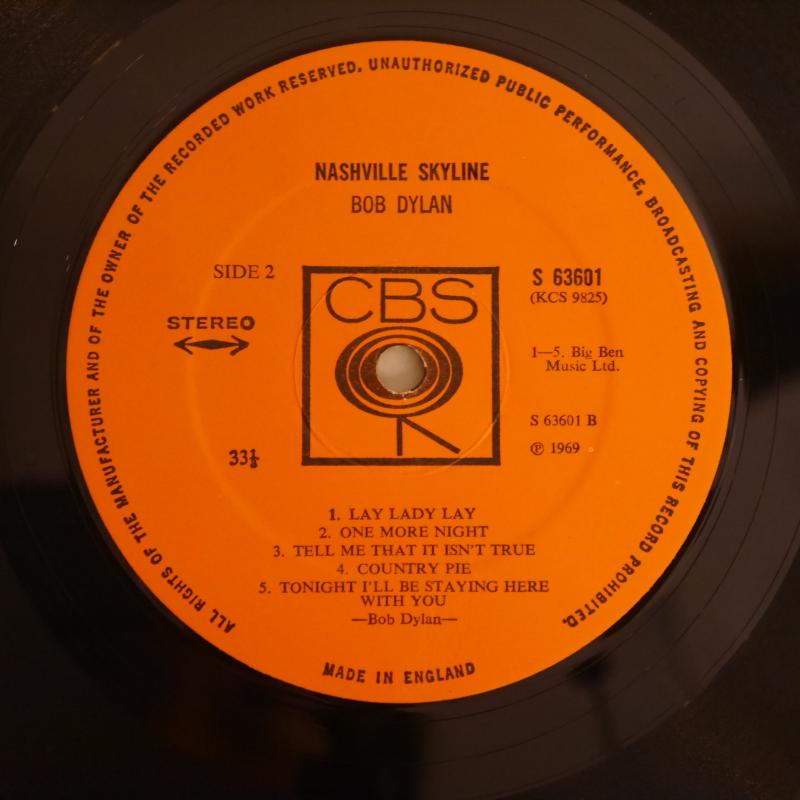 ALL RIGHTS OF THE MANUFACTURER AND OF THE OWNER OF THE RECORDED WORK RESERVED. UNAUTHORIZED PUBLIC PERFORMANCE, BROADCASTING AND COPYING OF THIS RECORD PROHIBITED.
NASHVILLE SKYLINE
BOB DYLAN
SIDE 2
CBS
S 63601
(KCS 9825)
STEREO
1—5. Big Ben
Music Ltd.
S 63601 B
℗ 1969
33⅓
1. LAY LADY LAY
2. ONE MORE NIGHT
3. TELL ME THAT IT ISN'T TRUE
4. COUNTRY PIE
5. TONIGHT I'LL BE STAYING HERE
WITH YOU
—Bob Dylan—
MADE IN ENGLAND